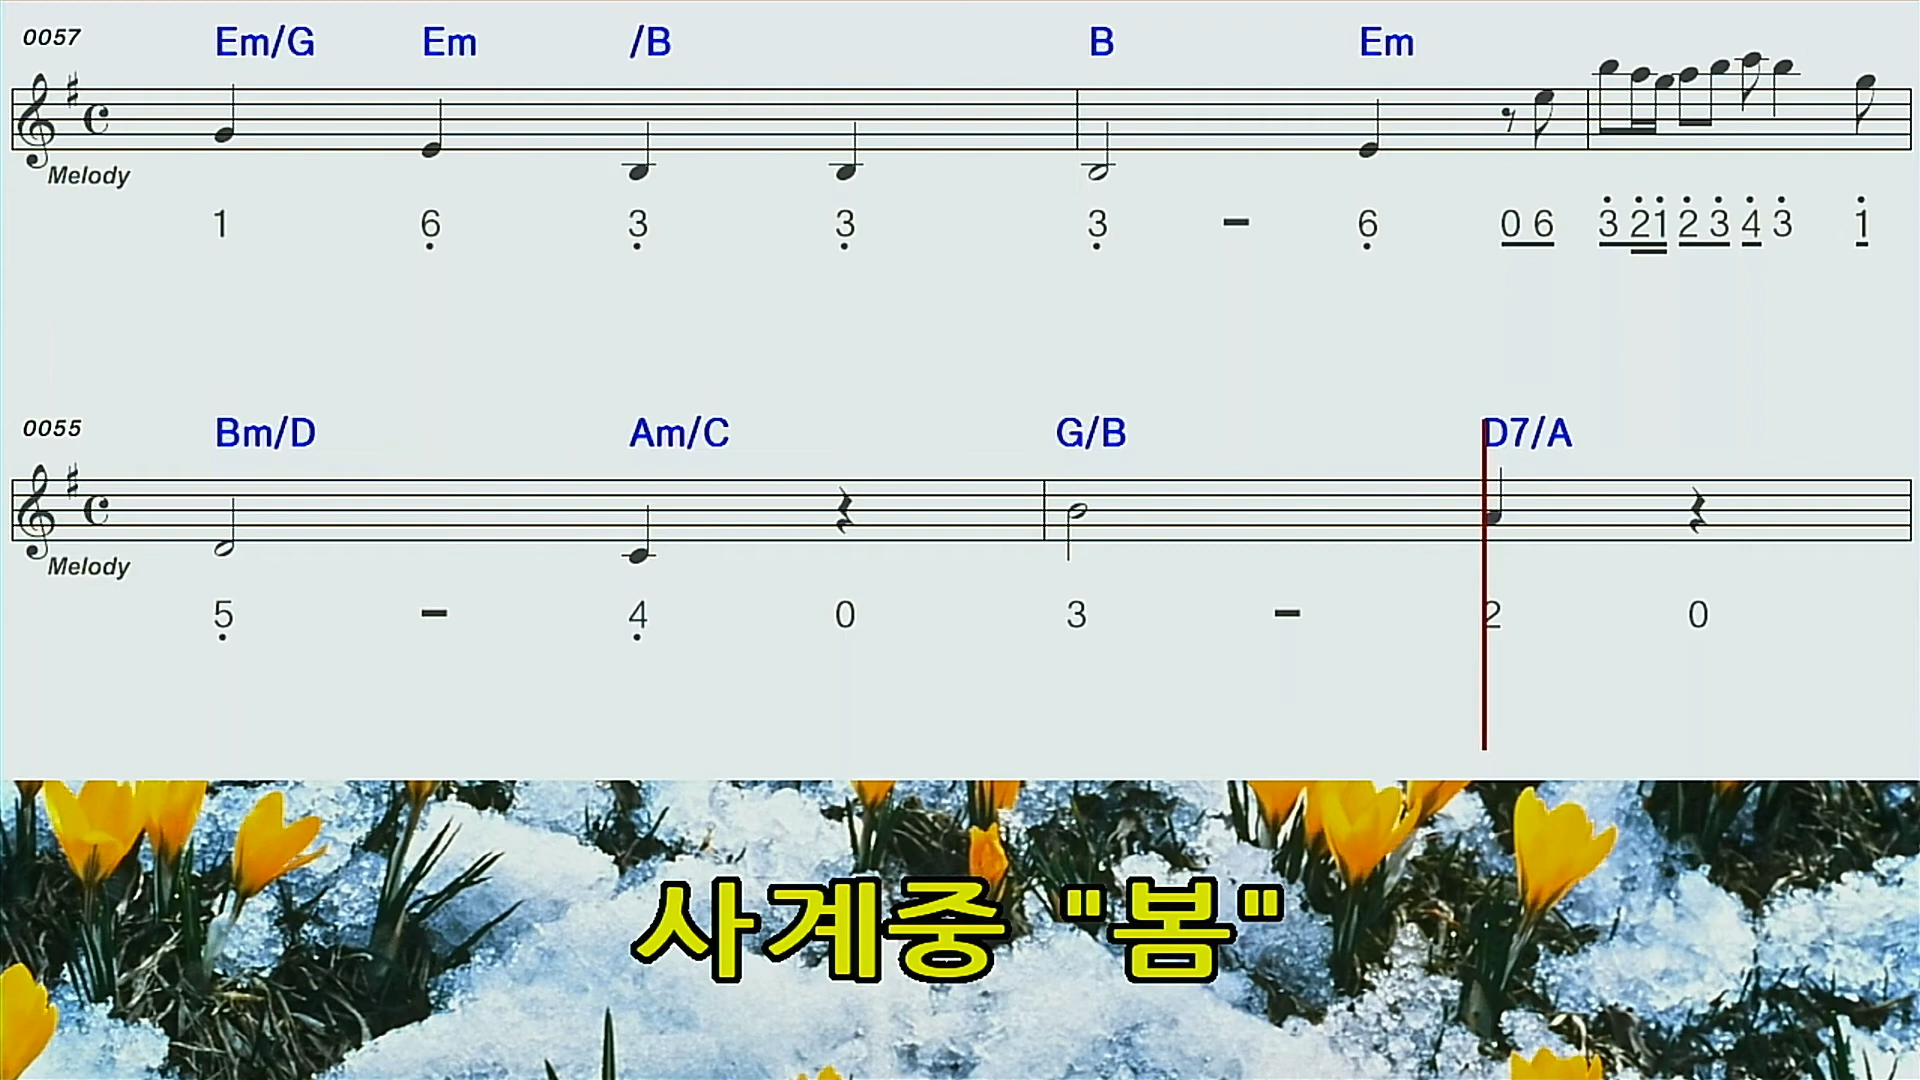 0057 Em/G Em /B B Em
Melody
1 6 3 3 3 - 6 0 6 3 2 1 2 3 4 3 1
0055 Bm/D Am/C G/B D7/A
Melody
5 - 4 0 3 - 2 0
사계중 "봄"